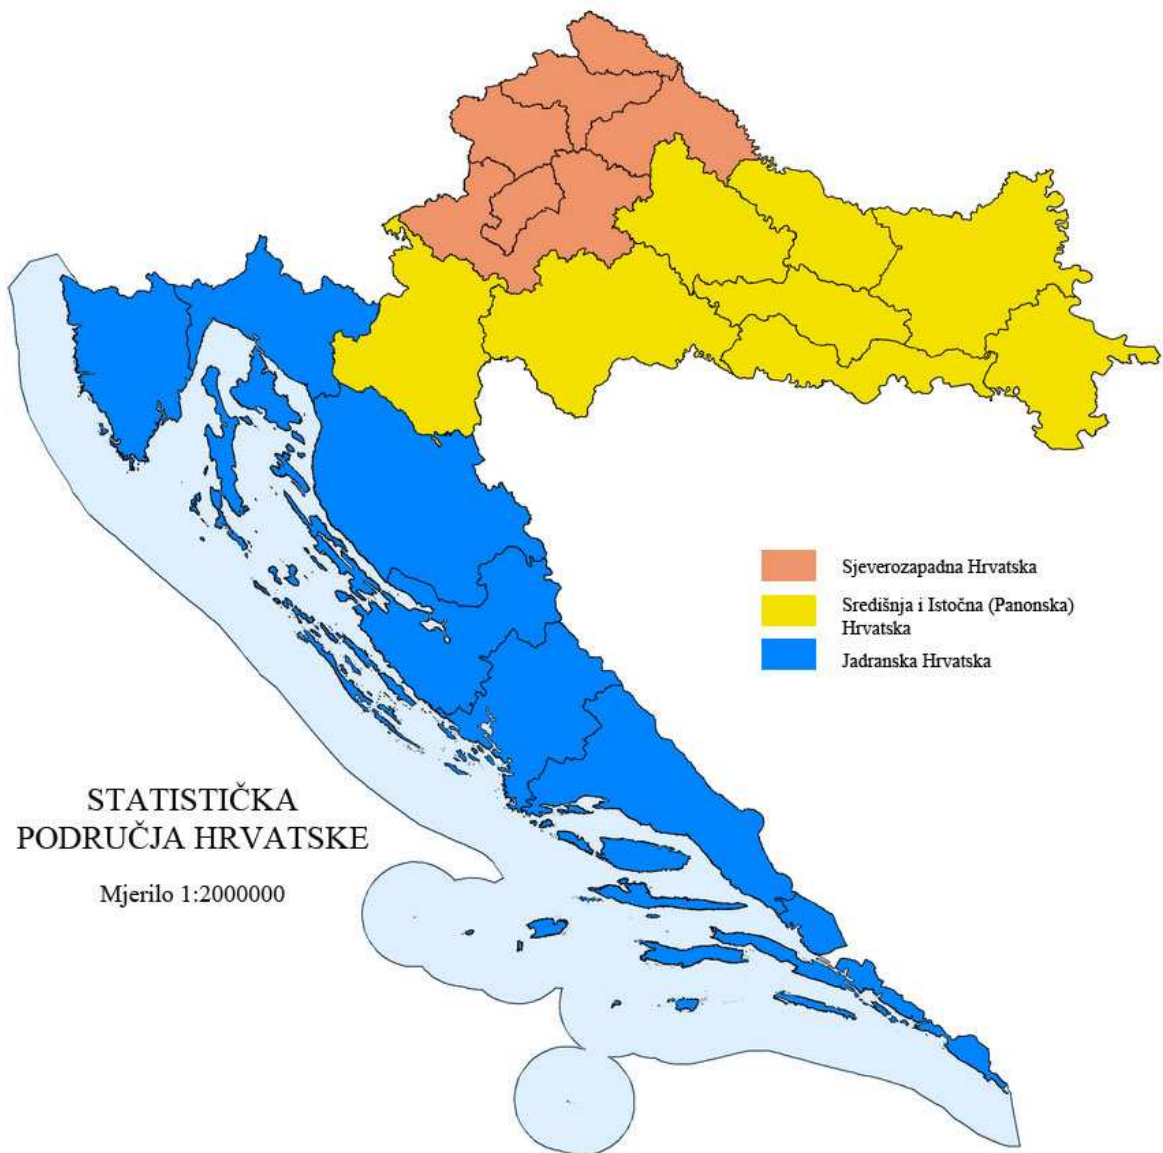 Sjeverozapadna Hrvatska
Središnja i Istočna (Panonska)
Hrvatska
Jadranska Hrvatska
STATISTIČKA
PODRUČJA HRVATSKE
Mjerilo 1:2000000